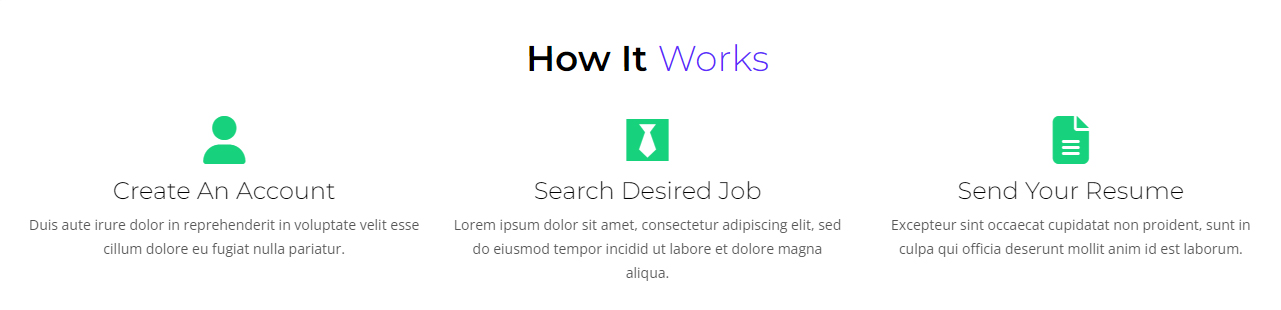 How It Works
Create An Account
Duis aute irure dolor in reprehenderit in voluptate velit esse
cillum dolore eu fugiat nulla pariatur.
Search Desired Job
Lorem ipsum dolor sit amet, consectetur adipiscing elit, sed
do eiusmod tempor incidid ut labore et dolore magna
aliqua.
Send Your Resume
Excepteur sint occaecat cupidatat non proident, sunt in
culpa qui officia deserunt mollit anim id est laborum.